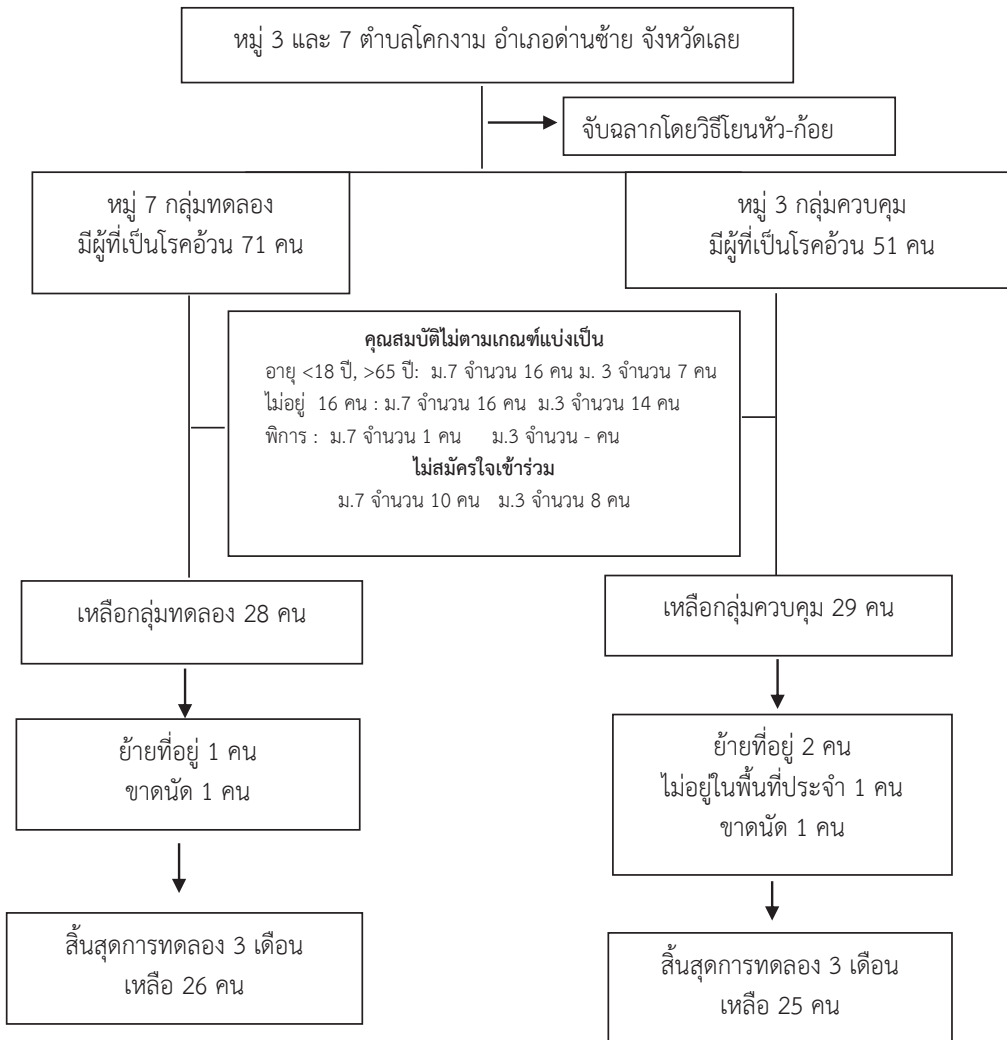 หมู่ 3 และ 7 ตำบลโคกงาม อำเภอด่านซ้าย จังหวัดเลย
จับฉลากโดยวิธีโยนหัว-ก้อย
หมู่ 7 กลุ่มทดลอง
มีผู้ที่เป็นโรคอ้วน 71 คน
หมู่ 3 กลุ่มควบคุม
มีผู้ที่เป็นโรคอ้วน 51 คน
คุณสมบัติไม่ตามเกณฑ์แบ่งเป็น
อายุ <18 ปี, >65 ปี: ม.7 จำนวน 16 คน ม. 3 จำนวน 7 คน
ไม่อยู่ 16 คน : ม.7 จำนวน 16 คน ม.3 จำนวน 14 คน
พิการ : ม.7 จำนวน 1 คน ม.3 จำนวน - คน
ไม่สมัครใจเข้าร่วม
ม.7 จำนวน 10 คน ม.3 จำนวน 8 คน
เหลือกลุ่มทดลอง 28 คน
เหลือกลุ่มควบคุม 29 คน
ย้ายที่อยู่ 1 คน
ขาดนัด 1 คน
ย้ายที่อยู่ 2 คน
ไม่อยู่ในพื้นที่ประจำ 1 คน
ขาดนัด 1 คน
สิ้นสุดการทดลอง 3 เดือน
เหลือ 26 คน
สิ้นสุดการทดลอง 3 เดือน
เหลือ 25 คน